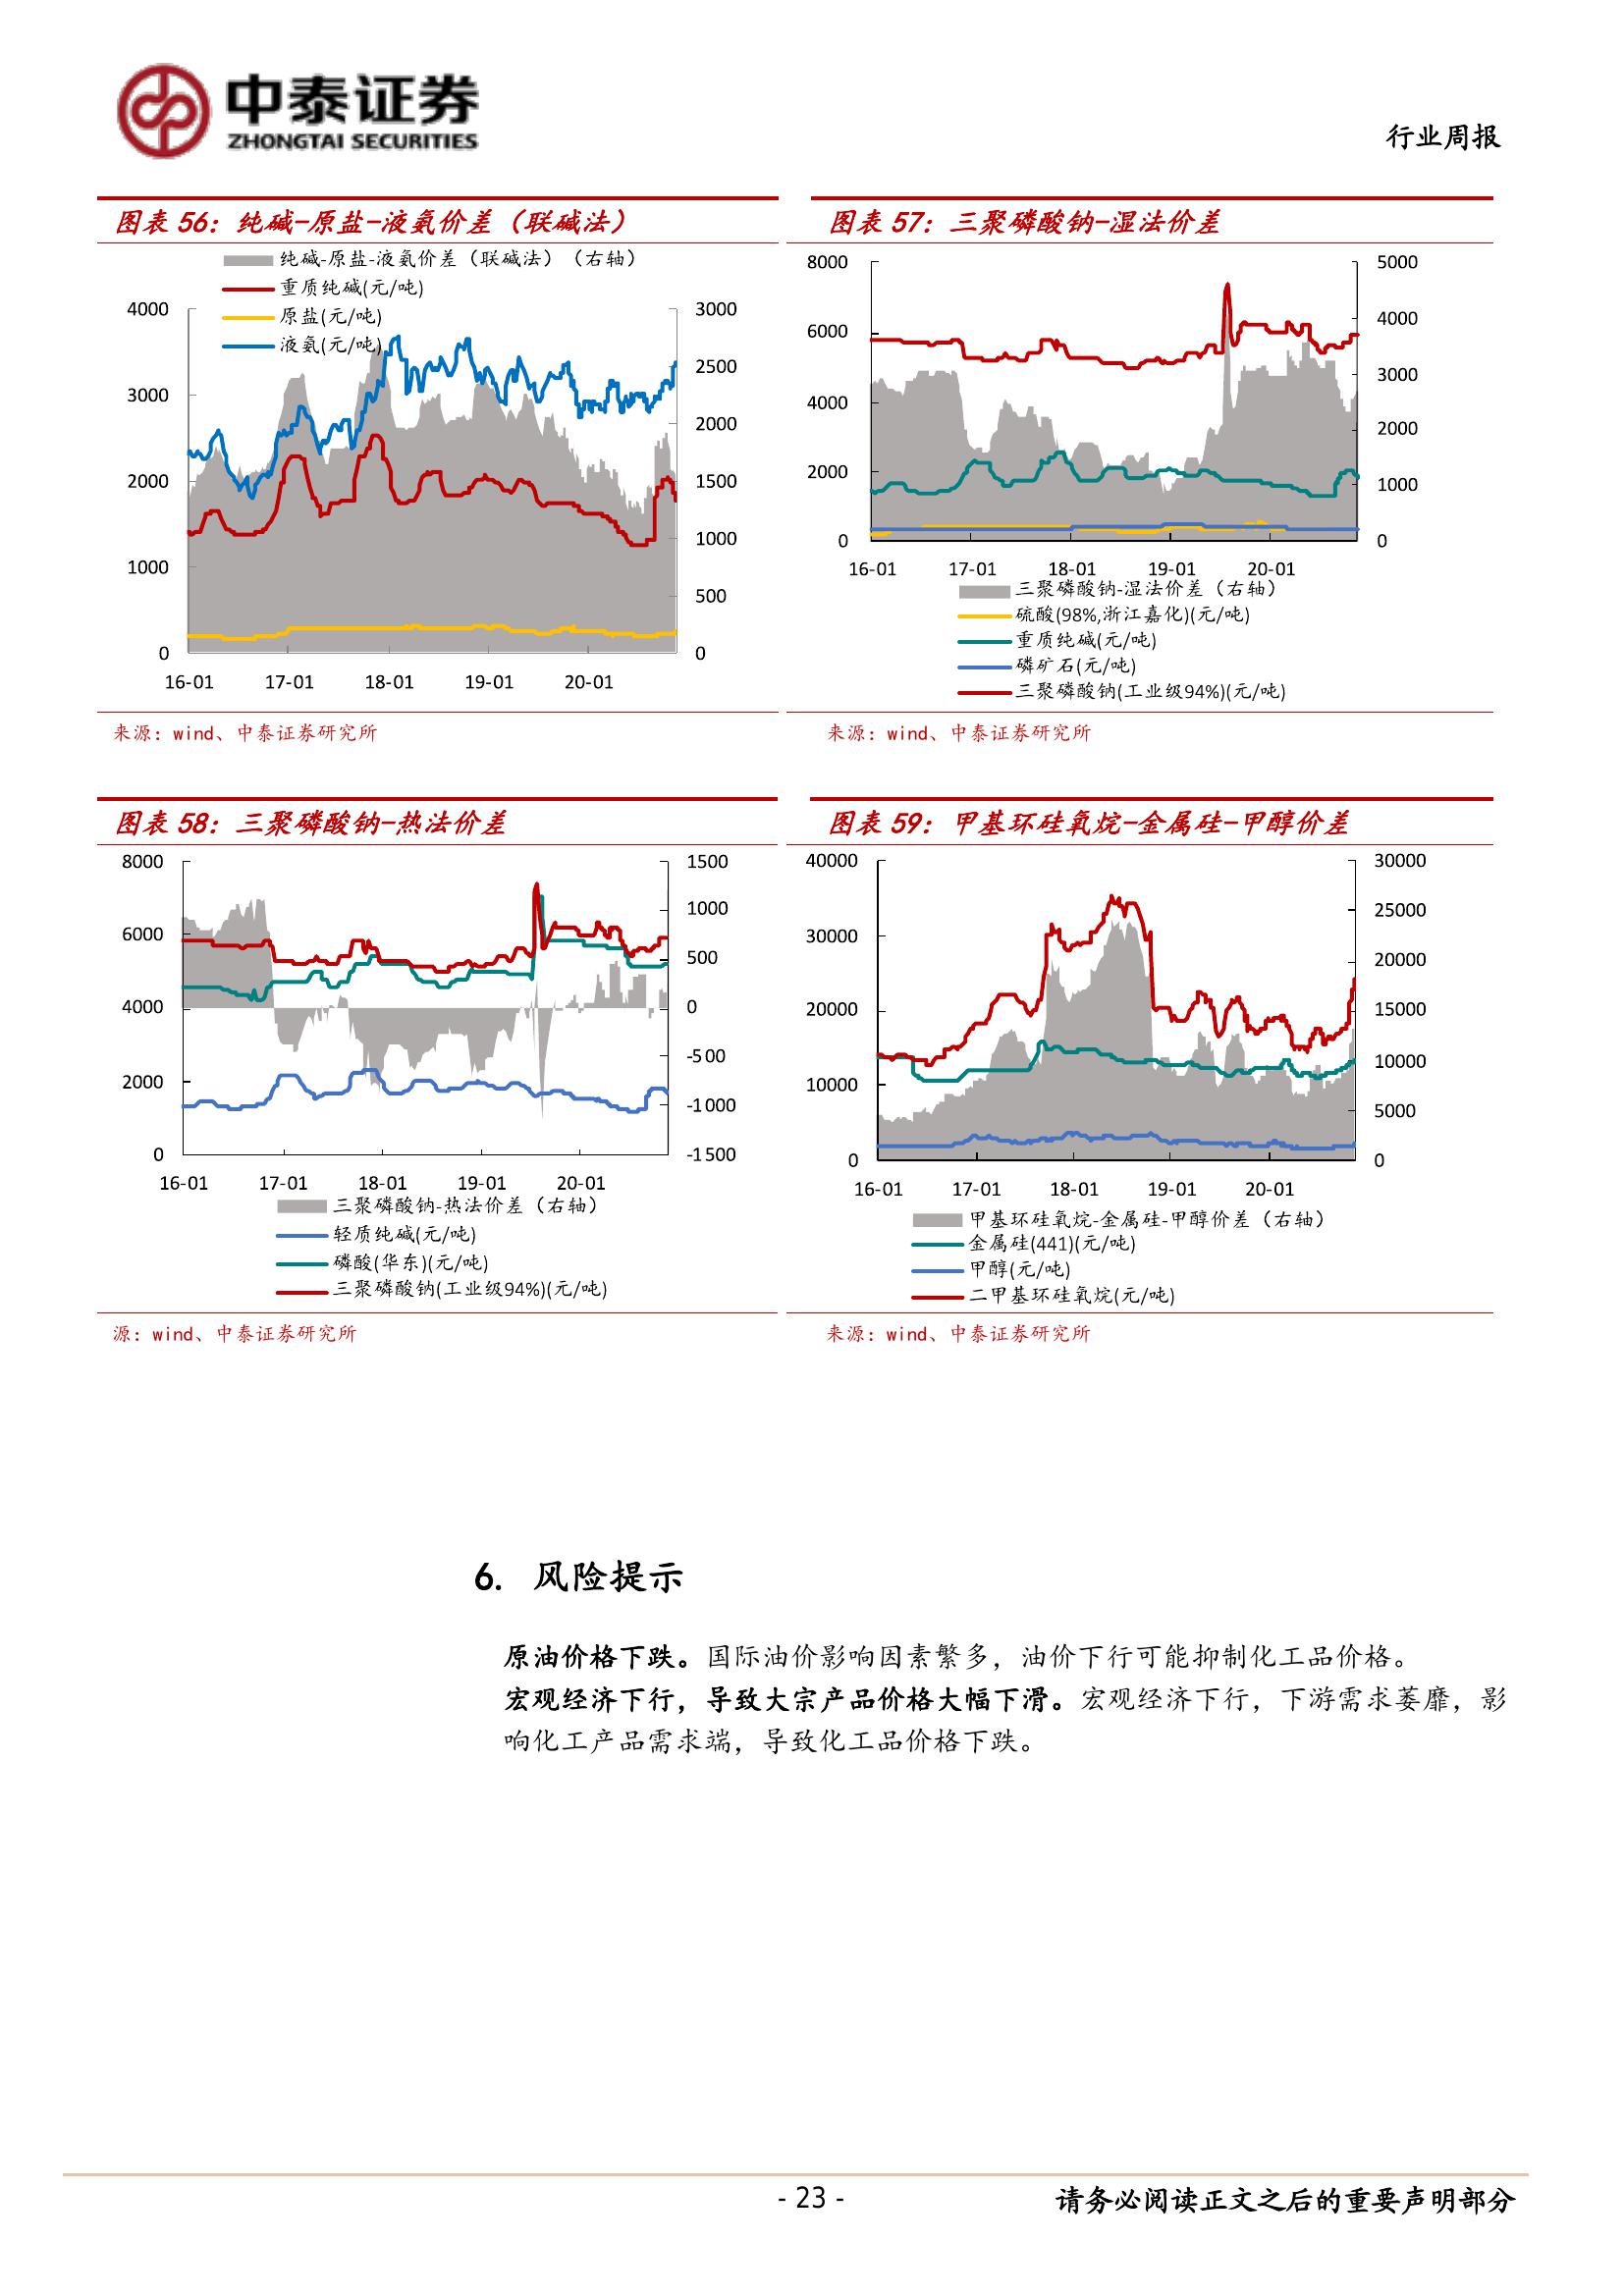 中泰证券
ZHONGTAI SECURITIES
行业周报
图表 56：纯碱-原盐-液氨价差（联碱法）
纯碱-原盐-液氨价差（联碱法）（右轴）
重质纯碱(元/吨)
原盐(元/吨)
液氨(元/吨)
4000
3000
2000
1000
0
3000
2500
2000
1500
1000
500
0
16-01 17-01 18-01 19-01 20-01
来源：wind、中泰证券研究所
图表 57：三聚磷酸钠-湿法价差
8000
6000
4000
2000
0
5000
4000
3000
2000
1000
0
16-01 17-01 18-01 19-01 20-01
三聚磷酸钠-湿法价差（右轴）
硫酸(98%,浙江嘉化)(元/吨)
重质纯碱(元/吨)
磷矿石(元/吨)
三聚磷酸钠(工业级94%)(元/吨)
来源：wind、中泰证券研究所
图表 58：三聚磷酸钠-热法价差
8000
6000
4000
2000
0
1500
1000
500
0
-500
-1000
-1500
16-01 17-01 18-01 19-01 20-01
三聚磷酸钠-热法价差（右轴）
轻质纯碱(元/吨)
磷酸(华东)(元/吨)
三聚磷酸钠(工业级94%)(元/吨)
源：wind、中泰证券研究所
图表 59：甲基环硅氧烷-金属硅-甲醇价差
40000
30000
20000
10000
0
30000
25000
20000
15000
10000
5000
0
16-01 17-01 18-01 19-01 20-01
甲基环硅氧烷-金属硅-甲醇价差（右轴）
金属硅(441)(元/吨)
甲醇(元/吨)
二甲基环硅氧烷(元/吨)
来源：wind、中泰证券研究所
6. 风险提示
原油价格下跌。国际油价影响因素繁多，油价下行可能抑制化工品价格。
宏观经济下行，导致大宗产品价格大幅下滑。宏观经济下行，下游需求萎靡，影
响化工产品需求端，导致化工品价格下跌。
- 23 -
请务必阅读正文之后的重要声明部分